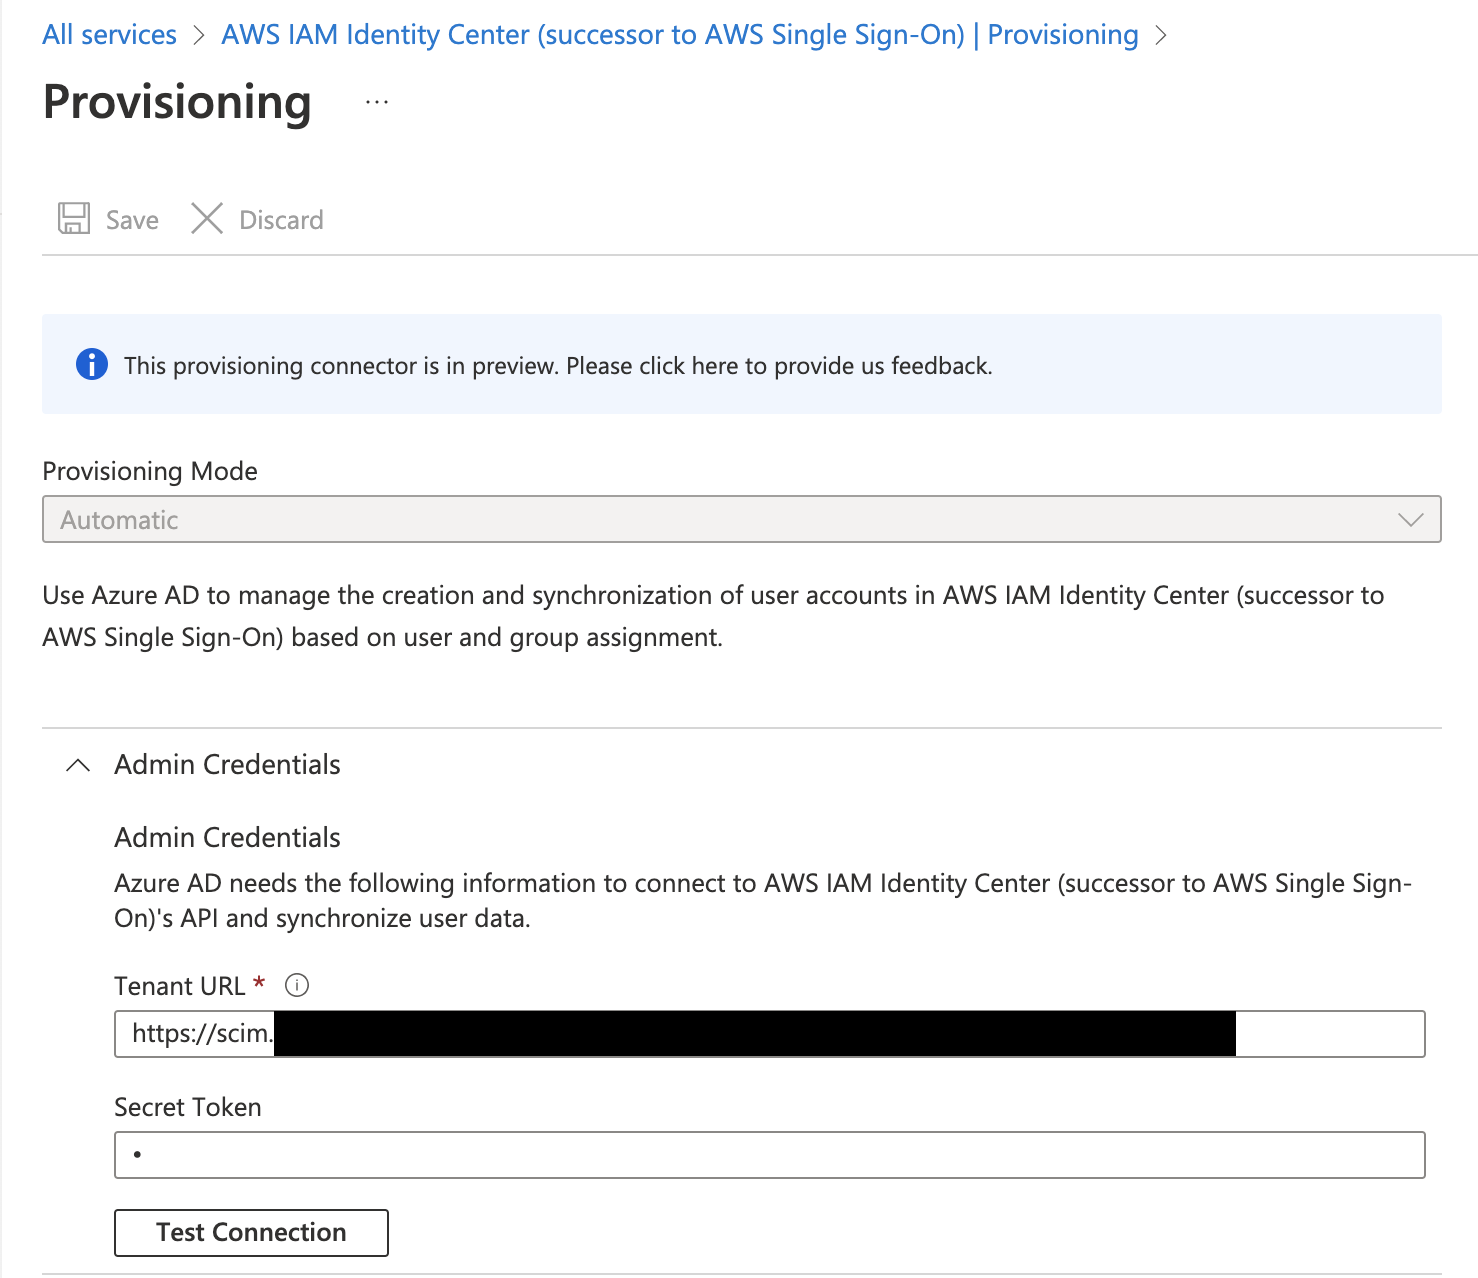 All services > AWS IAM Identity Center (successor to AWS Single Sign-On) | Provisioning >
Provisioning ...
Save Discard
This provisioning connector is in preview. Please click here to provide us feedback.
Provisioning Mode
Automatic
Use Azure AD to manage the creation and synchronization of user accounts in AWS IAM Identity Center (successor to
AWS Single Sign-On) based on user and group assignment.
Admin Credentials
Admin Credentials
Azure AD needs the following information to connect to AWS IAM Identity Center (successor to AWS Single Sign-
On)'s API and synchronize user data.
Tenant URL *
https://scim.
Secret Token
•
Test Connection